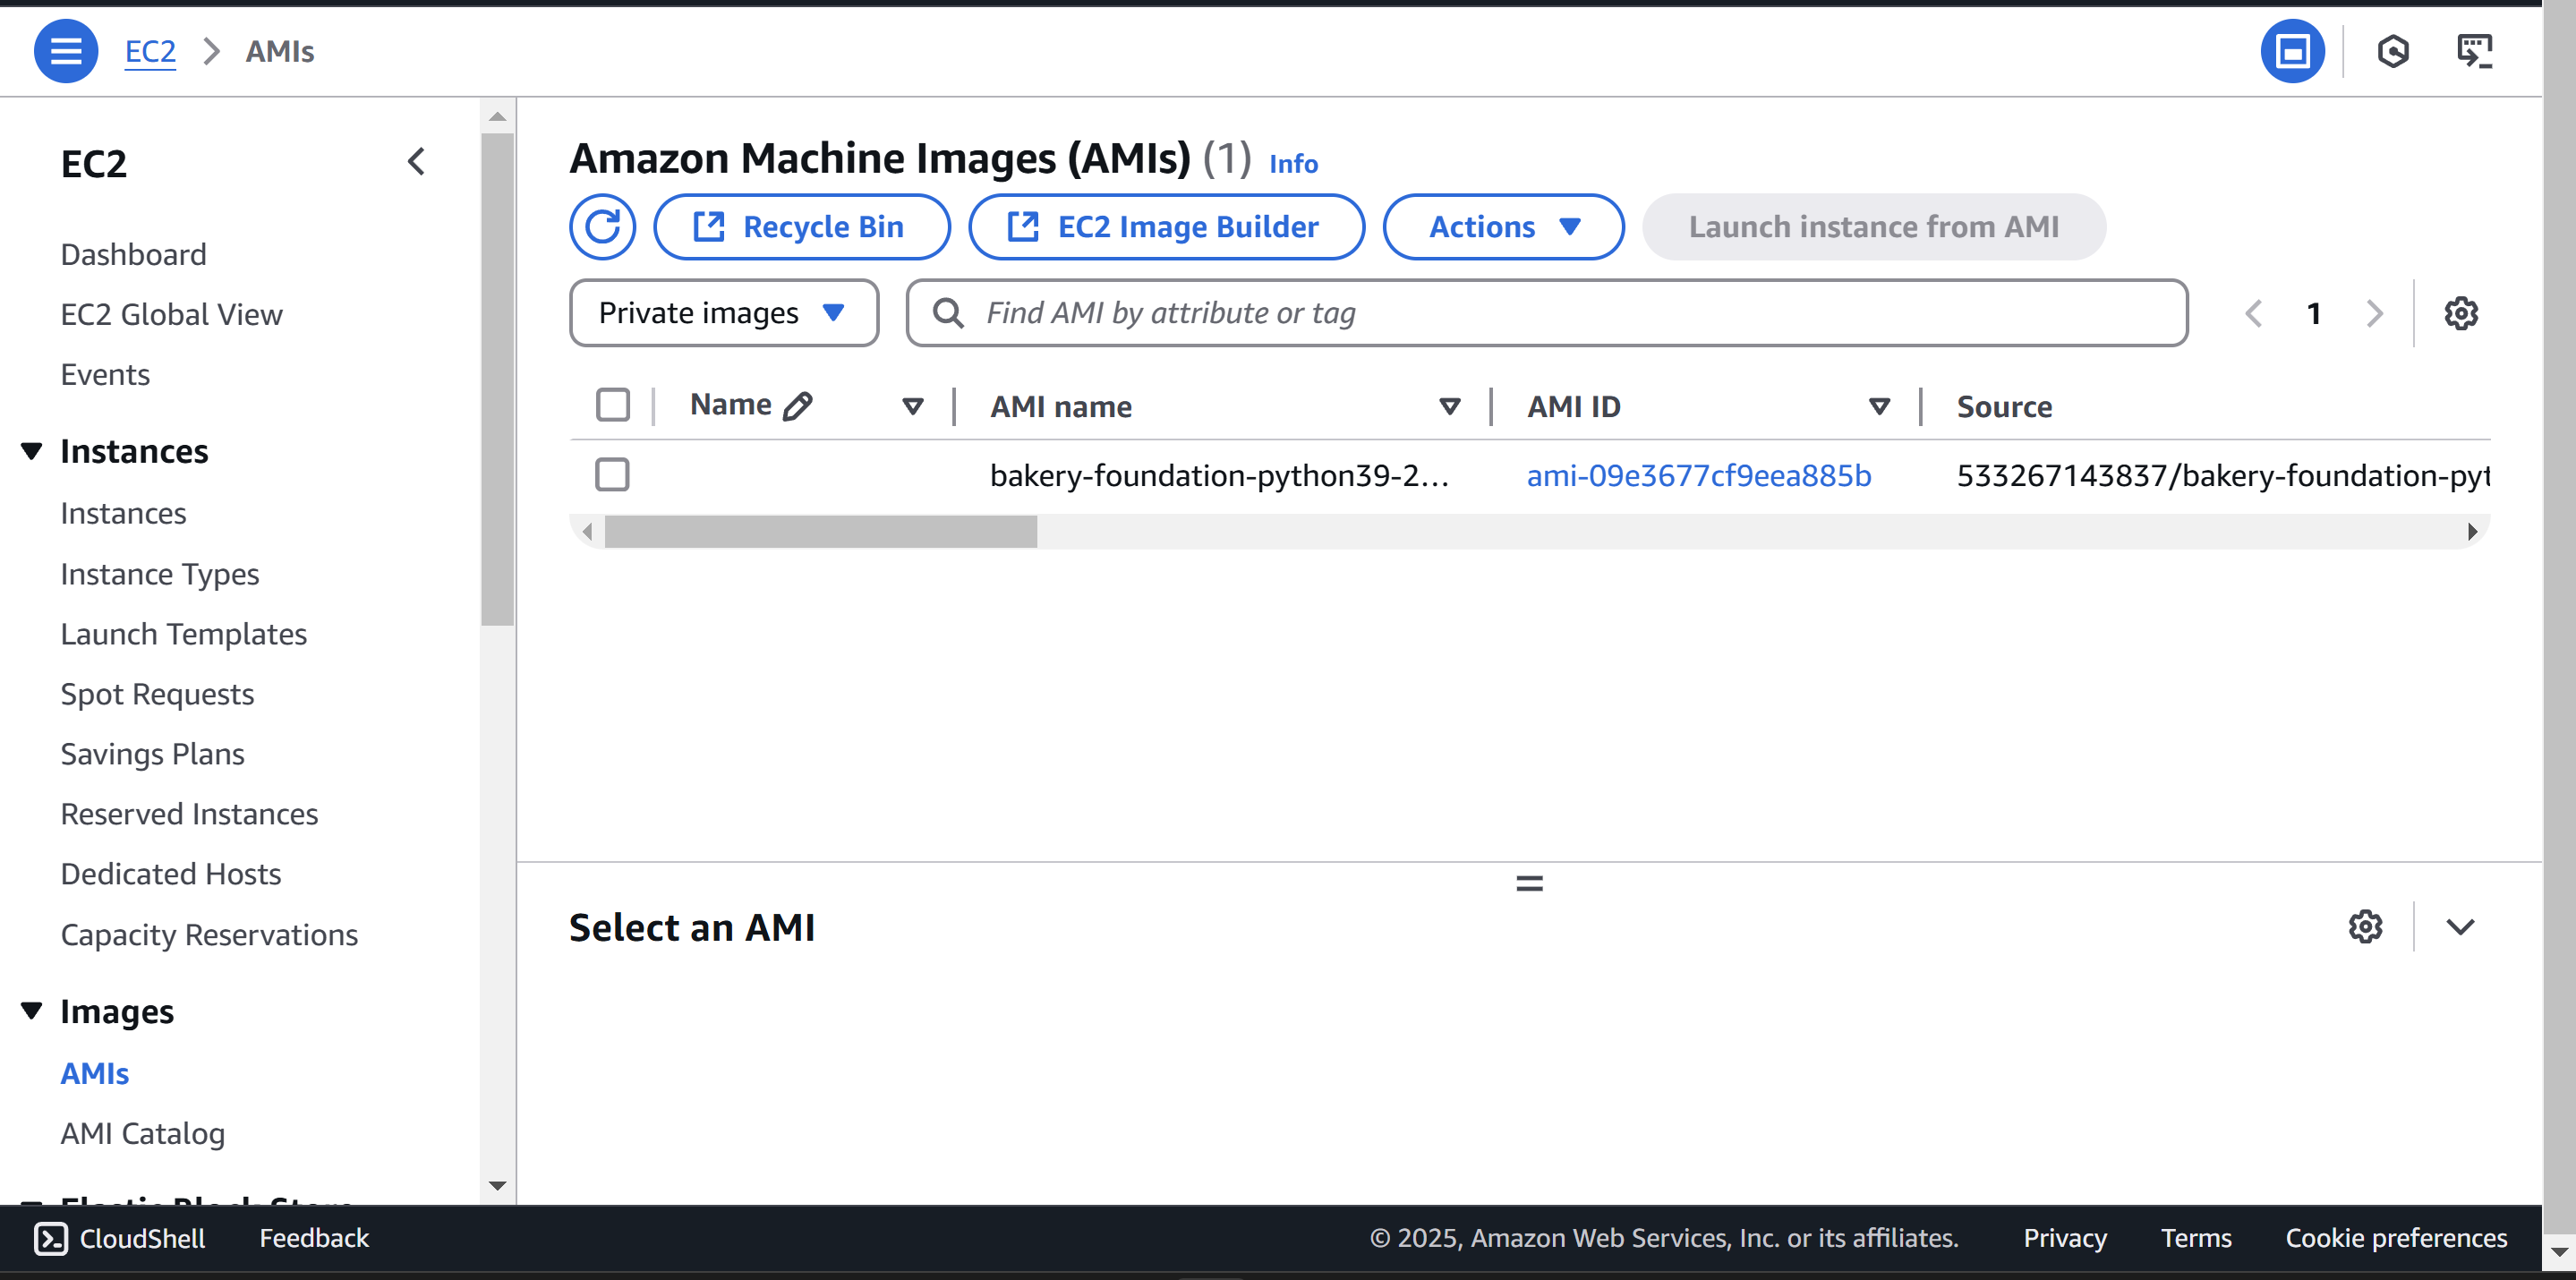 EC2 > AMIs
EC2
Dashboard
EC2 Global View
Events
Instances
Instances
Instance Types
Launch Templates
Spot Requests
Savings Plans
Reserved Instances
Dedicated Hosts
Capacity Reservations
Images
AMIs
AMI Catalog
Elastic Block Store
Amazon Machine Images (AMIs) (1) Info
Recycle Bin
EC2 Image Builder
Actions
Launch instance from AMI
Private images
Find AMI by attribute or tag
1
Name AMI name AMI ID Source
bakery-foundation-python39-2... ami-09e3677cf9eea885b 533267143837/bakery-foundation-pyt
Select an AMI
CloudShell Feedback © 2025, Amazon Web Services, Inc. or its affiliates. Privacy Terms Cookie preferences